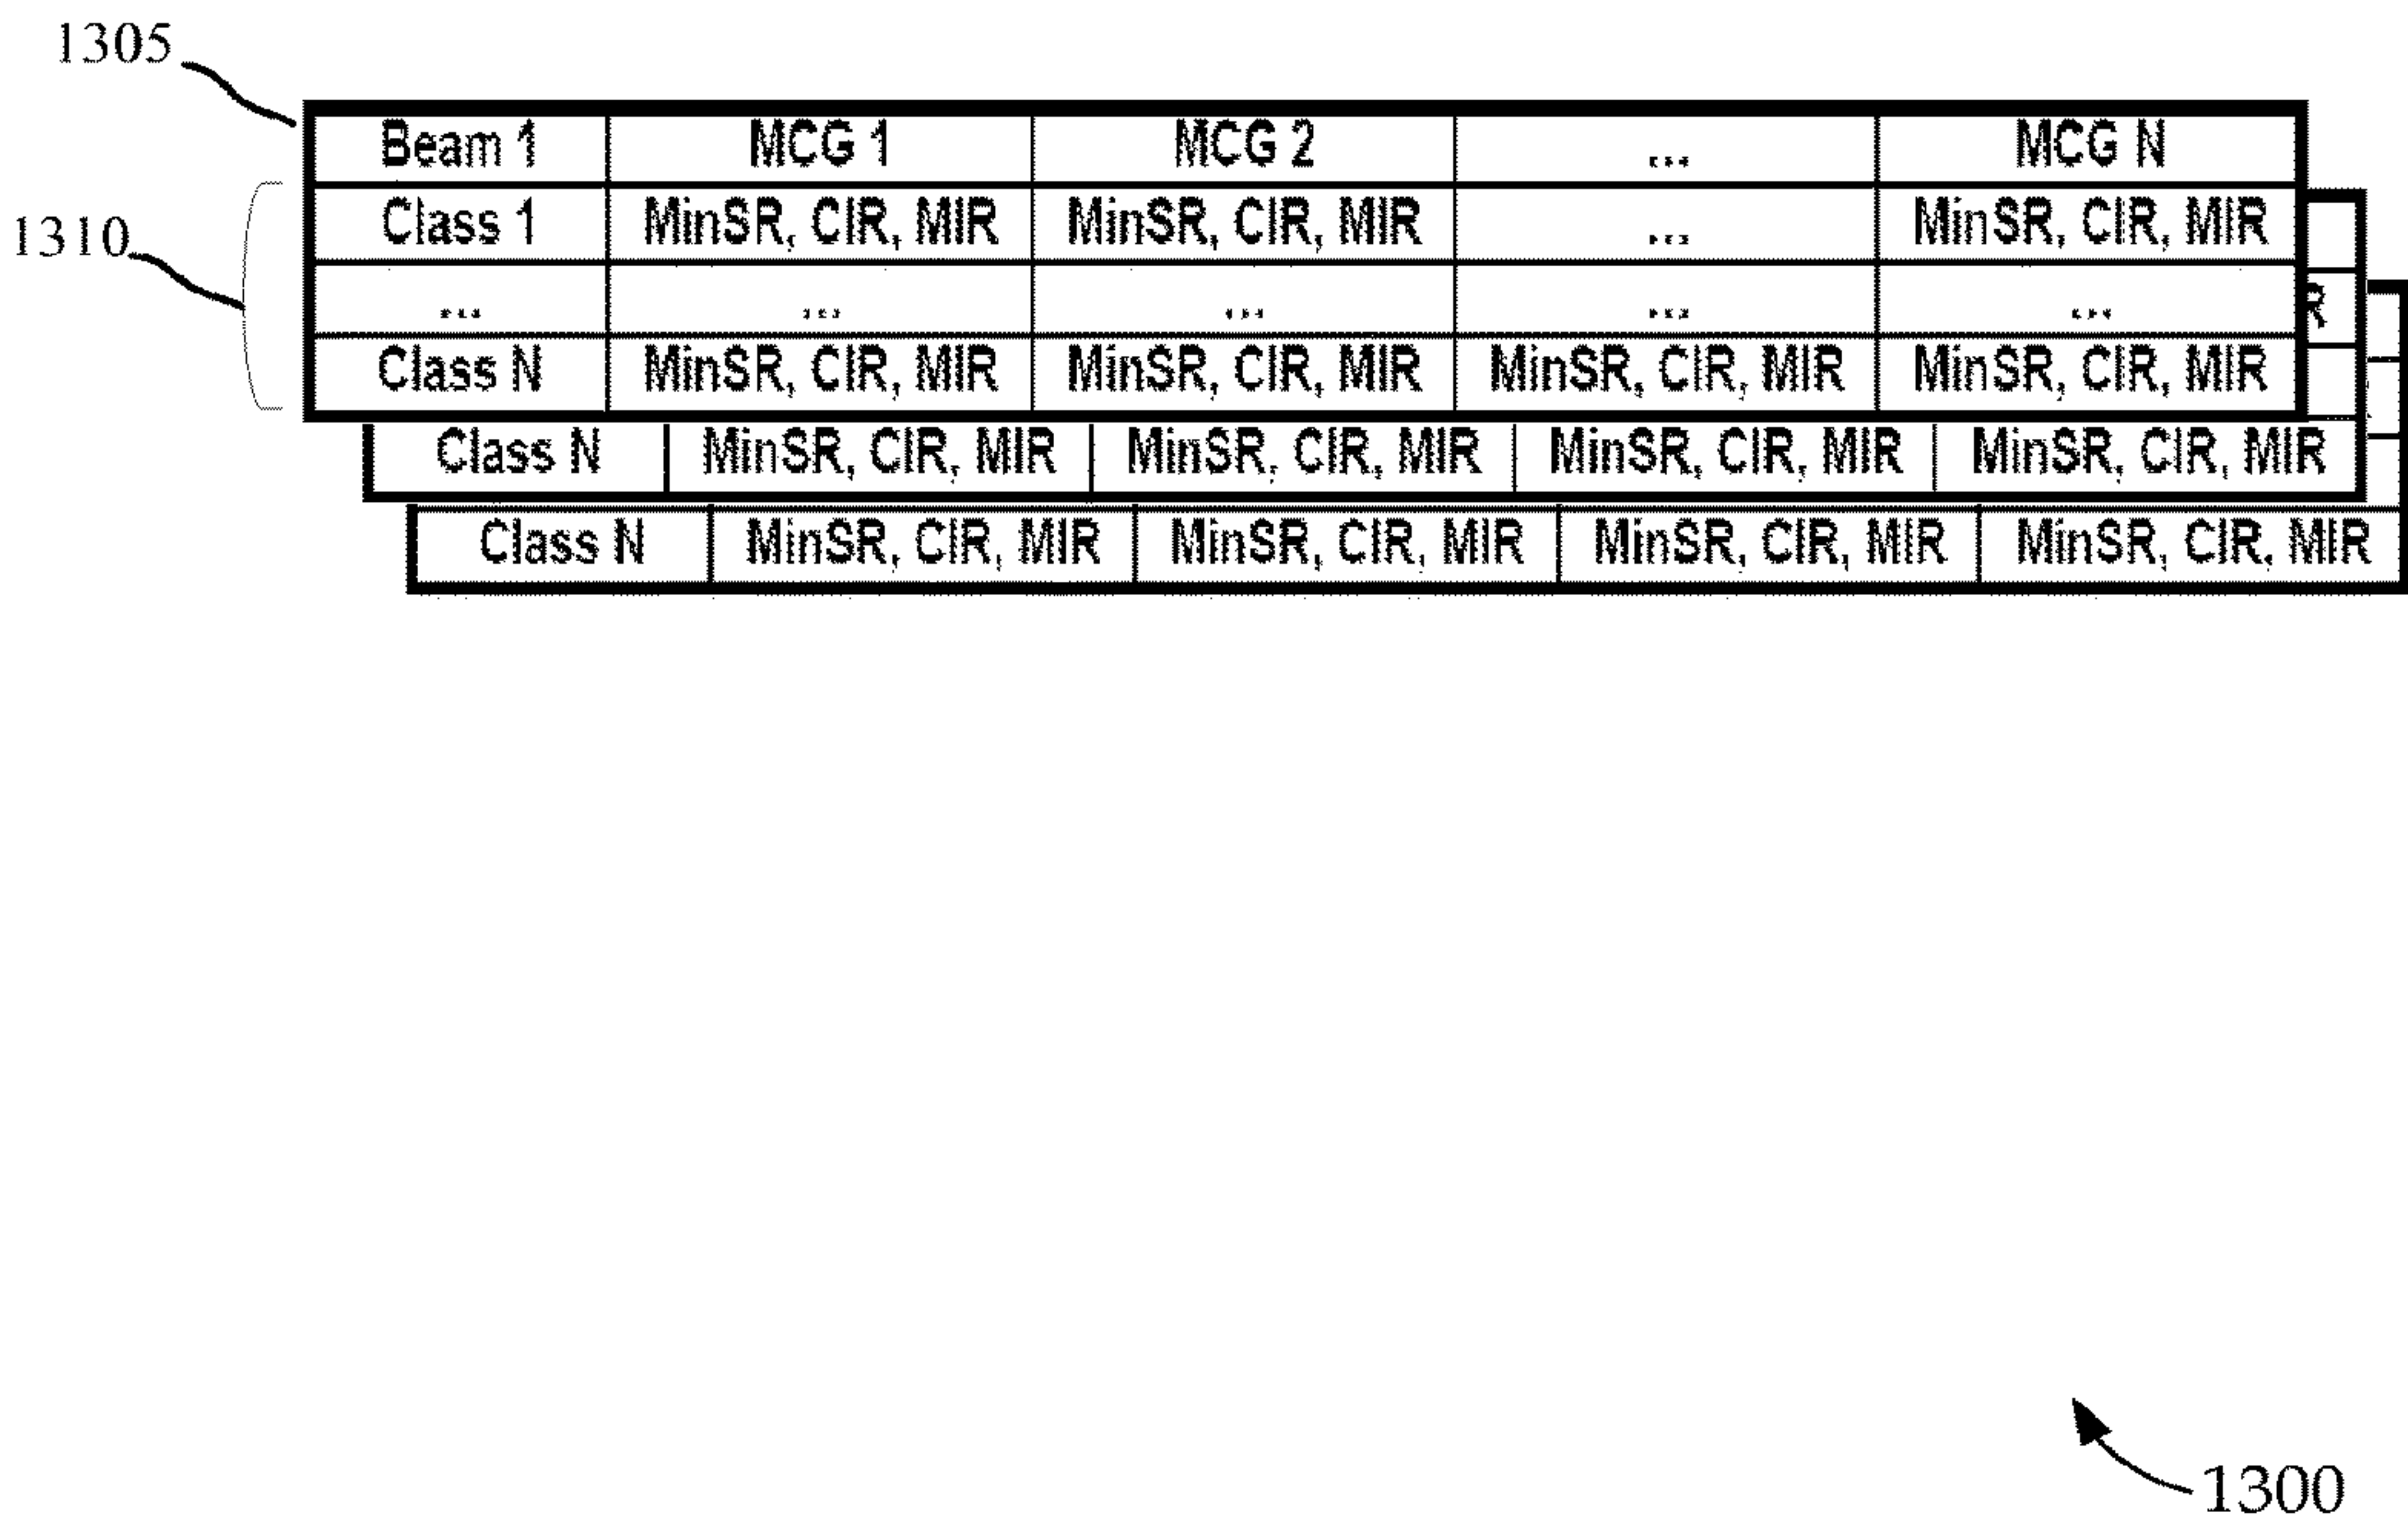 1305
Beam 1 MCG 1 MCG 2 ... MCG N
1310
Class 1 MinSR, CIR, MIR MinSR, CIR, MIR ... MinSR, CIR, MIR
... ... ... ... ... R
Class N MinSR, CIR, MIR MinSR, CIR, MIR MinSR, CIR, MIR MinSR, CIR, MIR
Class N MinSR, CIR, MIR MinSR, CIR, MIR MinSR, CIR, MIR MinSR, CIR, MIR
Class N MinSR, CIR, MIR MinSR, CIR, MIR MinSR, CIR, MIR MinSR, CIR, MIR
1300